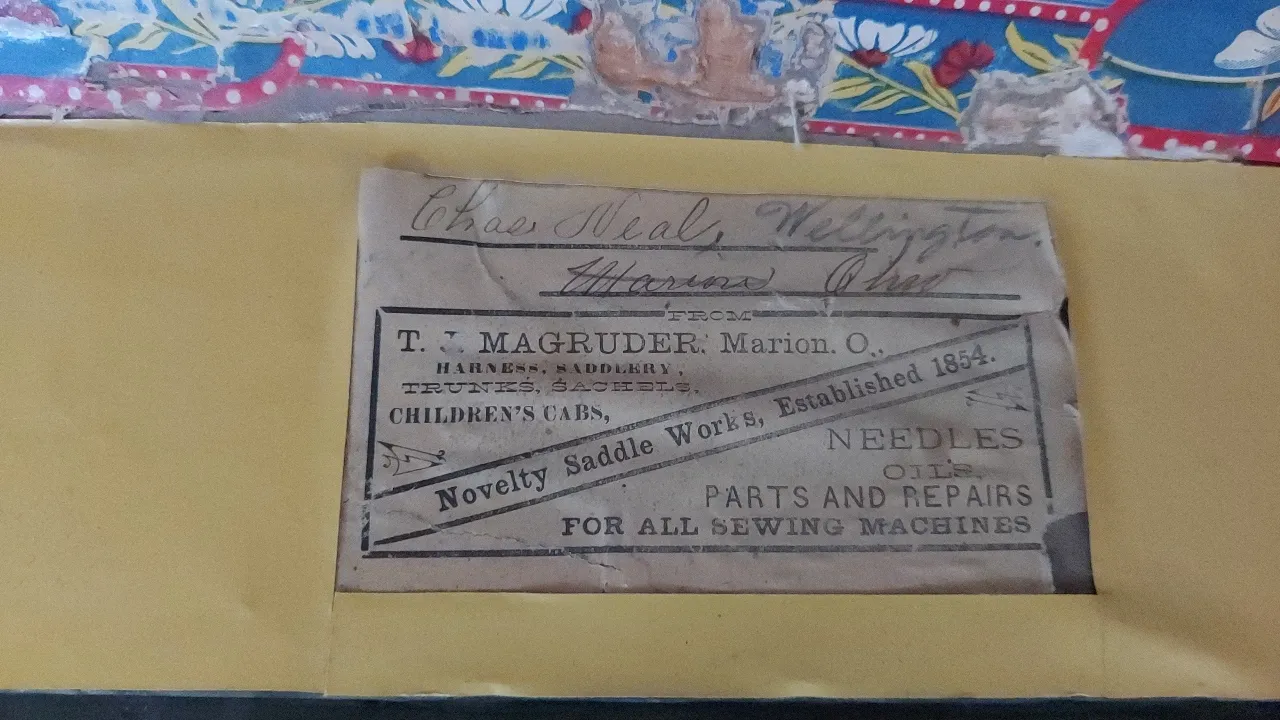 Chas. Neal, Wellington.
Marion Ohio
FROM
T. J. MAGRUDER, Marion. O.,
HARNESS, SADDLERY,
TRUNKS, SACHELS,
CHILDREN'S CABS,
Novelty Saddle Works, Established 1854.
NEEDLES
OILS,
PARTS AND REPAIRS
FOR ALL SEWING MACHINES